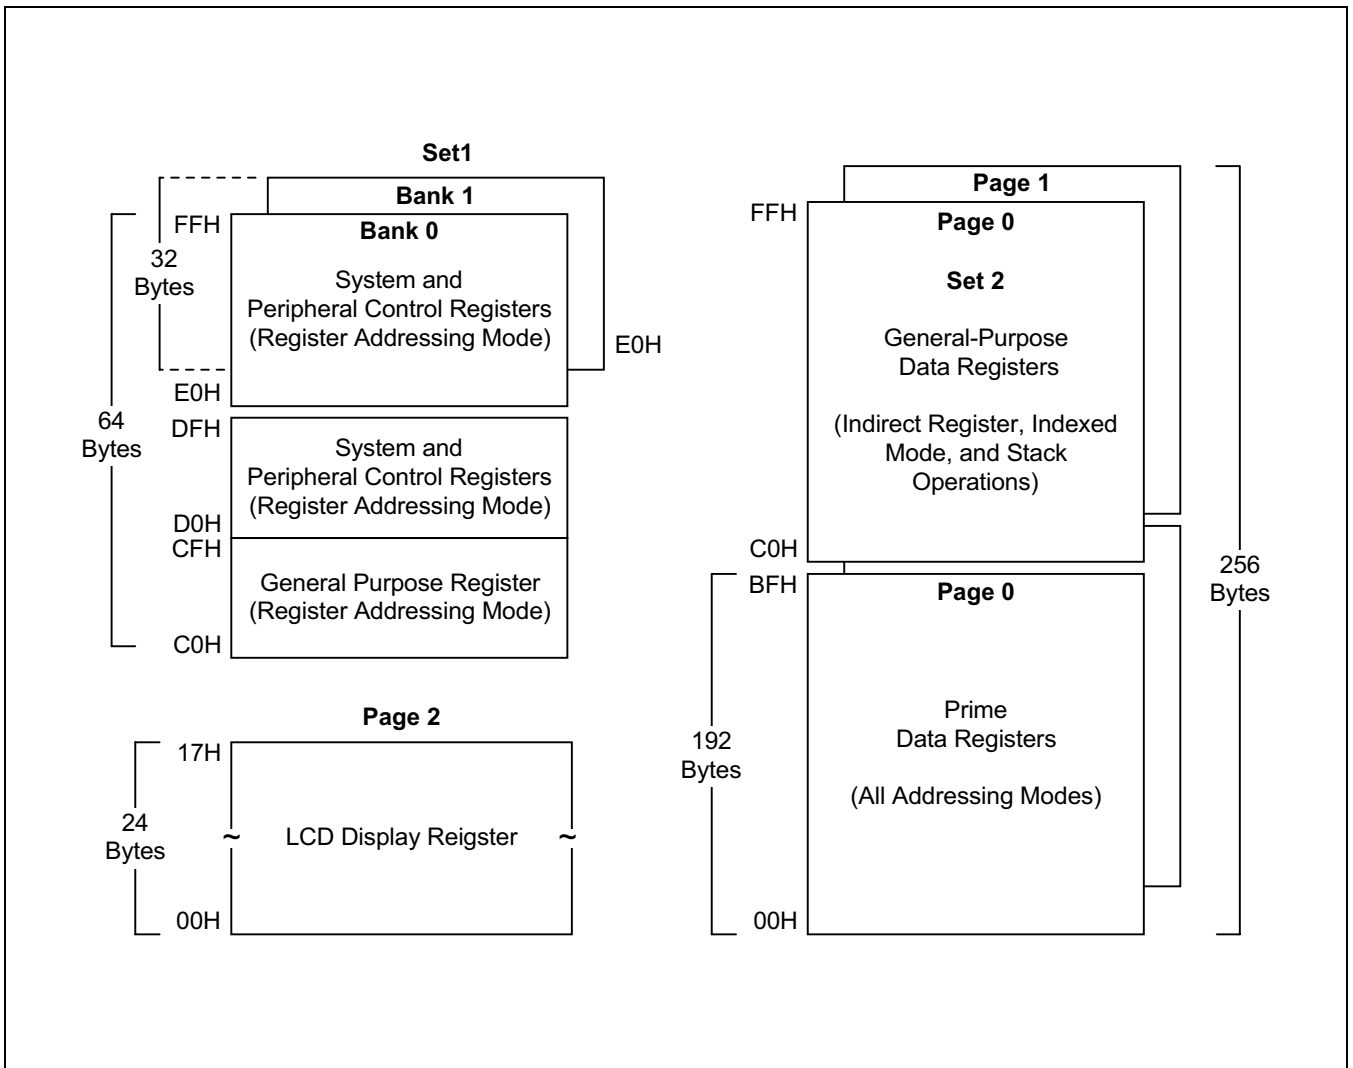 Set1
Bank 1
FFH
Bank 0
32
Bytes
System and
Peripheral Control Registers
(Register Addressing Mode)
E0H
E0H
64
Bytes
DFH
System and
Peripheral Control Registers
(Register Addressing Mode)
D0H
CFH
General Purpose Register
(Register Addressing Mode)
C0H
Page 2
17H
24
Bytes
~ LCD Display Reigster ~
00H
Page 1
FFH
Page 0
Set 2
General-Purpose
Data Registers
(Indirect Register, Indexed
Mode, and Stack
Operations)
C0H
256
Bytes
BFH
Page 0
192
Bytes
Prime
Data Registers
(All Addressing Modes)
00H